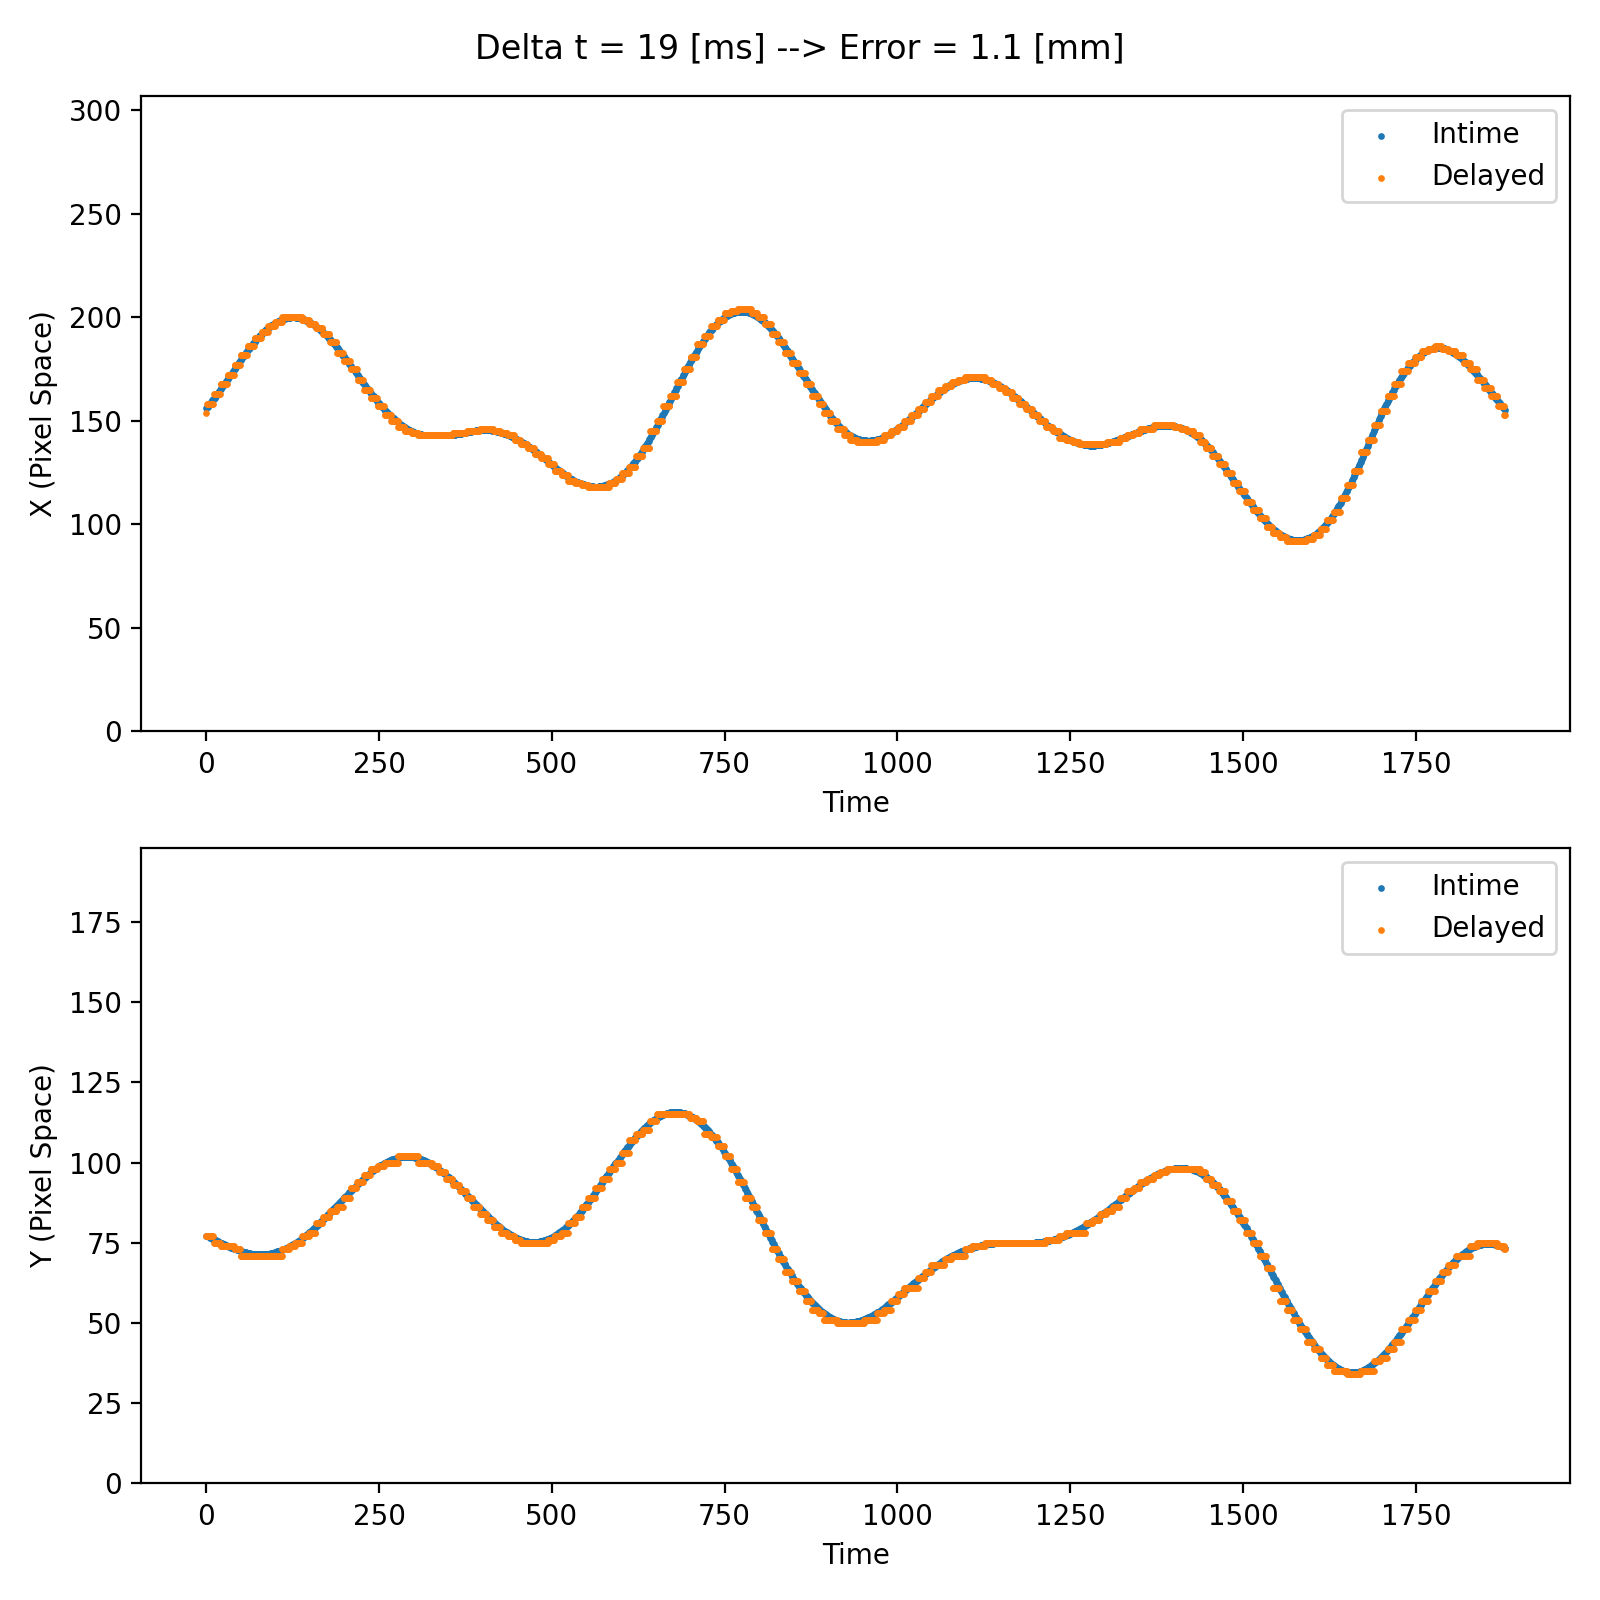 Delta t = 19 [ms] --> Error = 1.1 [mm]
300
250
200
150
100
50
0
X (Pixel Space)
Intime
Delayed
0 250 500 750 1000 1250 1500 1750
Time
175
150
125
100
75
50
25
0
Y (Pixel Space)
Intime
Delayed
0 250 500 750 1000 1250 1500 1750
Time